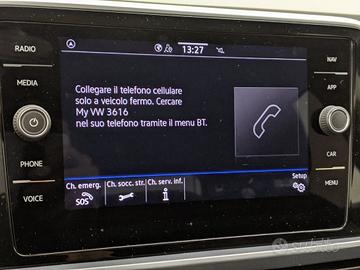 RADIO
MEDIA
PHONE
VOICE
13:27
Collegare il telefono cellulare
solo a veicolo fermo. Cercare
My VW 3616
nel suo telefono tramite il menu BT.
Ch. emerg.
SOS
Ch. socc. str.
Ch. serv. inf.
i
Setup
NAV
APP
CAR
MENU
subito